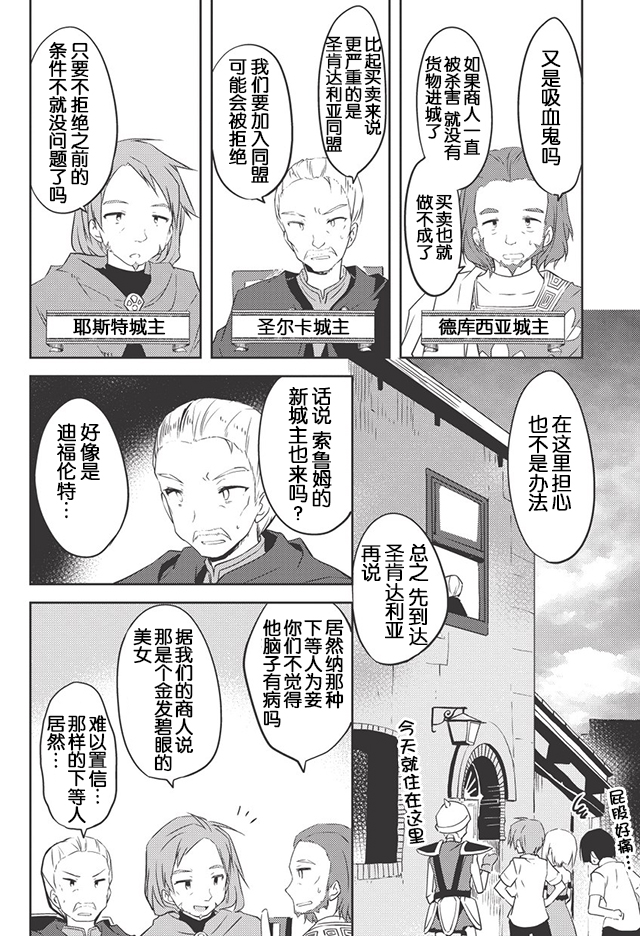 又是吸血鬼吗
如果商人一直
被杀害 就没有
货物进城了
买卖也就
做不成了
德库西亚城主
比起买卖来说
更严重的是
圣肯达利亚同盟
我们要加入同盟
可能会被拒绝
圣尔卡城主
只要不拒绝之前的
条件不就没问题了吗
耶斯特城主
在这里担心
也不是办法
总之 先到达
圣肯达利亚
再说
今天就住在这里
屁股好痛…
话说 索鲁姆的
新城主也来吗？
好像是
迪福伦特…
居然纳那种
下等人为妾
你们不觉得
他脑子有病吗
据我们的商人说
那是个金发碧眼的
美女
难以置信…
那样的下等人
居然…